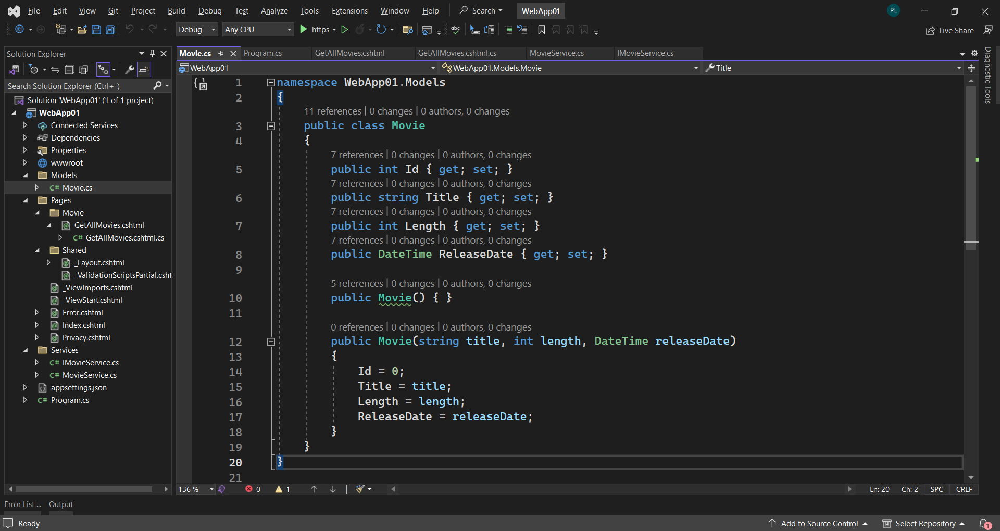 File Edit View Git Project Build Debug Test Analyze Tools Extensions Window Help Search WebApp01 PL
Debug Any CPU https abc Live Share
Solution Explorer
Search Solution Explorer (Ctrl+¨)
Solution 'WebApp01' (1 of 1 project)
WebApp01
Connected Services
Dependencies
Properties
wwwroot
Models
C# Movie.cs
Pages
Movie
GetAllMovies.cshtml
C# GetAllMovies.cshtml.cs
Shared
_Layout.cshtml
_ValidationScriptsPartial.csht
_ViewImports.cshtml
_ViewStart.cshtml
Error.cshtml
Index.cshtml
Privacy.cshtml
Services
C# IMovieService.cs
C# MovieService.cs
appsettings.json
C# Program.cs
Movie.cs Program.cs GetAllMovies.cshtml GetAllMovies.cshtml.cs MovieService.cs IMovieService.cs
WebApp01 WebApp01.Models.Movie Title
1 namespace WebApp01.Models
2 {
11 references | 0 changes | 0 authors, 0 changes
3 public class Movie
4 {
7 references | 0 changes | 0 authors, 0 changes
5 public int Id { get; set; }
7 references | 0 changes | 0 authors, 0 changes
6 public string Title { get; set; }
7 references | 0 changes | 0 authors, 0 changes
7 public int Length { get; set; }
7 references | 0 changes | 0 authors, 0 changes
8 public DateTime ReleaseDate { get; set; }
9
5 references | 0 changes | 0 authors, 0 changes
10 public Movie() { }
11
0 references | 0 changes | 0 authors, 0 changes
12 public Movie(string title, int length, DateTime releaseDate)
13 {
14 Id = 0;
15 Title = title;
16 Length = length;
17 ReleaseDate = releaseDate;
18 }
19 }
20 }
21
136 % 0 1 Ln: 20 Ch: 2 SPC CRLF
Diagnostic Tools
Error List ... Output
Ready Add to Source Control Select Repository 1